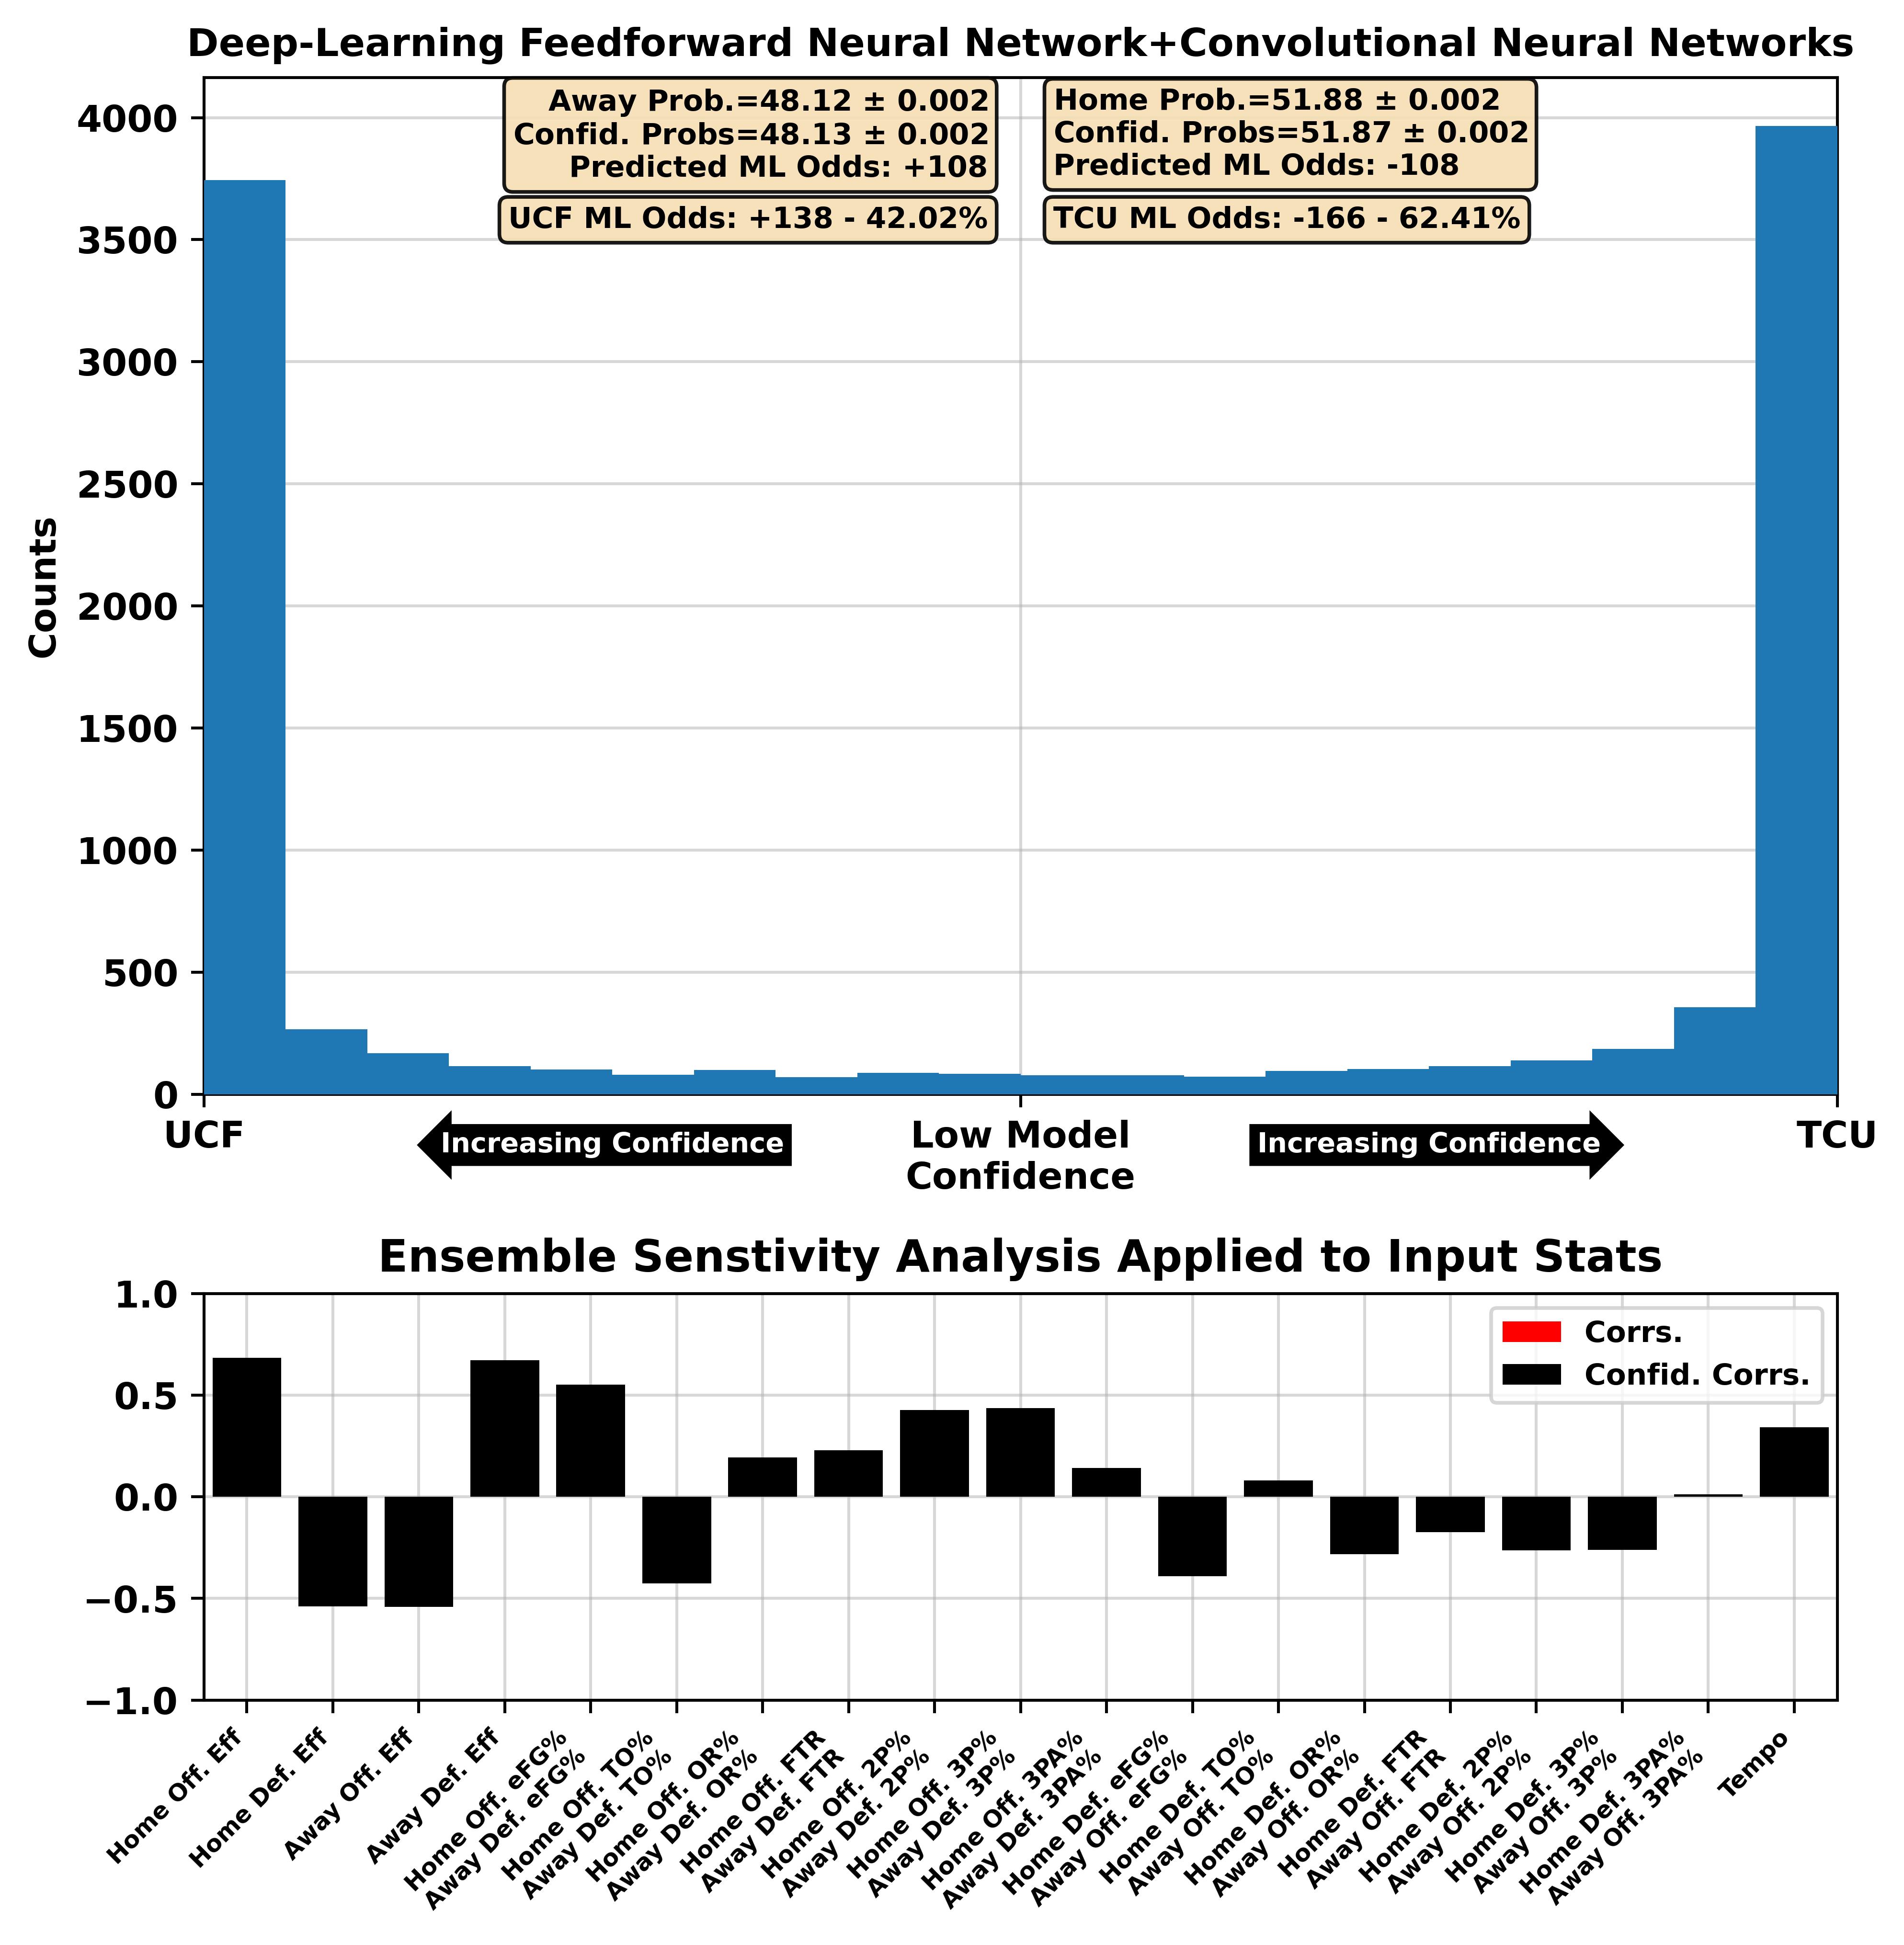 Deep-Learning Feedforward Neural Network+Convolutional Neural Networks
Away Prob.=48.12 ± 0.002
Confid. Probs=48.13 ± 0.002
Predicted ML Odds: +108
UCF ML Odds: +138 - 42.02%
Home Prob.=51.88 ± 0.002
Confid. Probs=51.87 ± 0.002
Predicted ML Odds: -108
TCU ML Odds: -166 - 62.41%
Counts
4000
3500
3000
2500
2000
1500
1000
500
0
UCF
Increasing Confidence
Low Model
Confidence
Increasing Confidence
TCU
Ensemble Senstivity Analysis Applied to Input Stats
1.0
0.5
0.0
−0.5
−1.0
Corrs.
Confid. Corrs.
Home Off. Eff
Home Def. Eff
Away Off. Eff
Away Def. Eff
Home Off. eFG%
Away Def. eFG%
Home Off. TO%
Away Def. TO%
Home Off. OR%
Away Def. OR%
Home Off. FTR
Away Def. FTR
Home Off. 2P%
Away Def. 2P%
Home Off. 3P%
Away Def. 3P%
Home Off. 3PA%
Away Def. 3PA%
Home Def. eFG%
Away Off. eFG%
Home Def. TO%
Away Off. TO%
Home Def. OR%
Away Off. OR%
Home Def. FTR
Away Off. FTR
Home Def. 2P%
Away Off. 2P%
Home Def. 3P%
Away Off. 3P%
Home Def. 3PA%
Away Off. 3PA%
Tempo